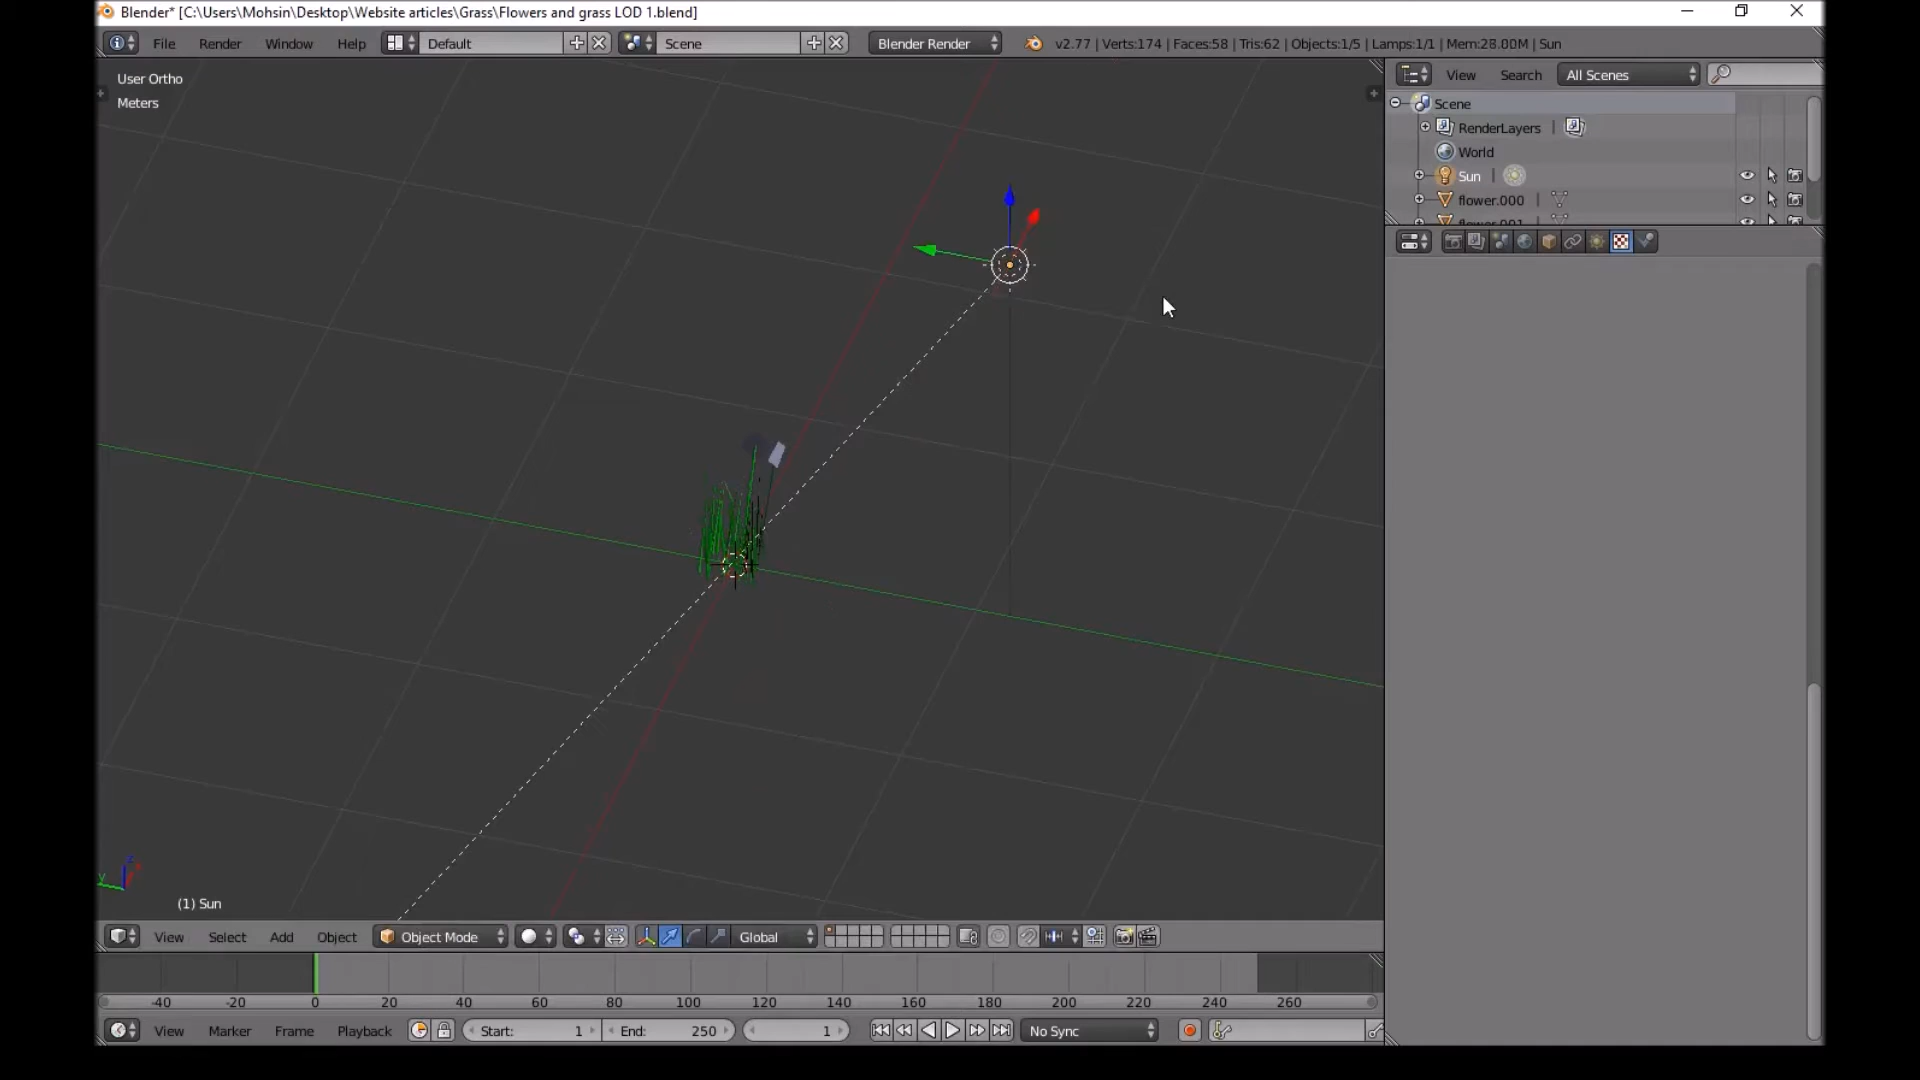 Blender* [C:\Users\Mohsin\Desktop\Website articles\Grass\Flowers and grass LOD 1.blend]
File Render Window Help Default Scene Blender Render v2.77 | Verts:174 | Faces:58 | Tris:62 | Objects:1/5 | Lamps:1/1 | Mem:28.00M | Sun
View Search All Scenes
User Ortho
Meters
Scene
RenderLayers
World
Sun
flower.000
flower.001
z
y
(1) Sun
View Select Add Object Object Mode Global
-40 -20 0 20 40 60 80 100 120 140 160 180 200 220 240 260
View Marker Frame Playback Start: 1 End: 250 1 No Sync